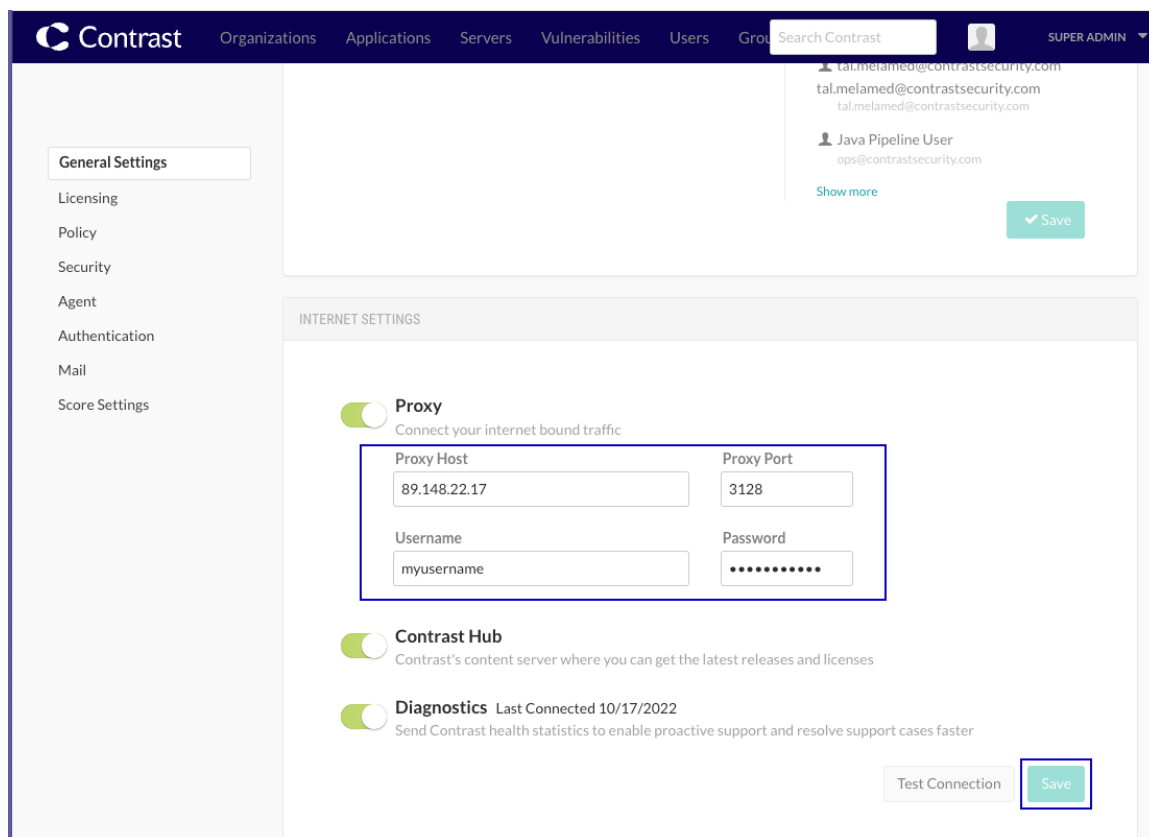 Contrast
Organizations Applications Servers Vulnerabilities Users Grou Search Contrast SUPER ADMIN
tal.melamed@contrastsecurity.com
tal.melamed@contrastsecurity.com
tal.melamed@contrastsecurity.com
Java Pipeline User
ops@contrastsecurity.com
Show more
Save
General Settings
Licensing
Policy
Security
Agent
Authentication
Mail
Score Settings
INTERNET SETTINGS
Proxy
Connect your internet bound traffic
Proxy Host Proxy Port
89.148.22.17 3128
Username Password
myusername •••••••••••
Contrast Hub
Contrast's content server where you can get the latest releases and licenses
Diagnostics Last Connected 10/17/2022
Send Contrast health statistics to enable proactive support and resolve support cases faster
Test Connection Save